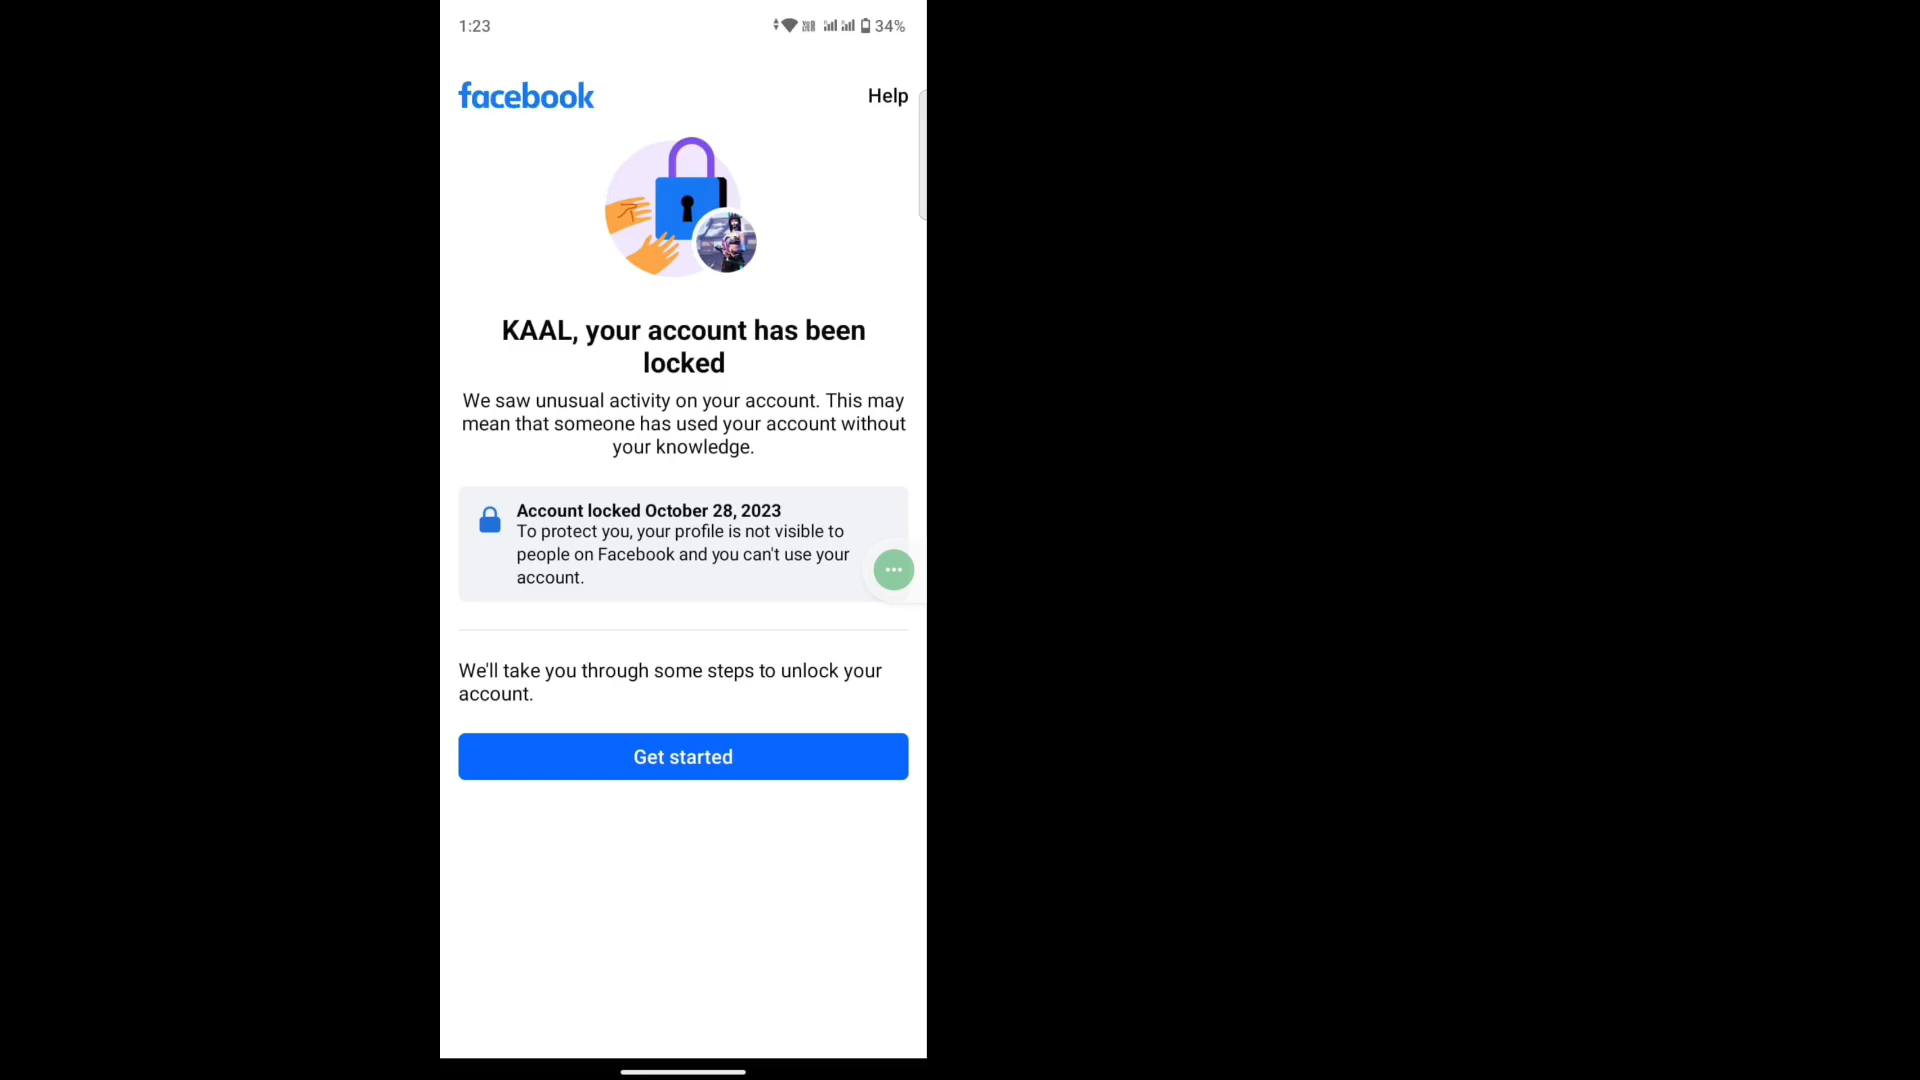 1:23
34%
facebook
Help
KAAL, your account has been
locked
We saw unusual activity on your account. This may
mean that someone has used your account without
your knowledge.
Account locked October 28, 2023
To protect you, your profile is not visible to
people on Facebook and you can't use your
account.
We'll take you through some steps to unlock your
account.
Get started